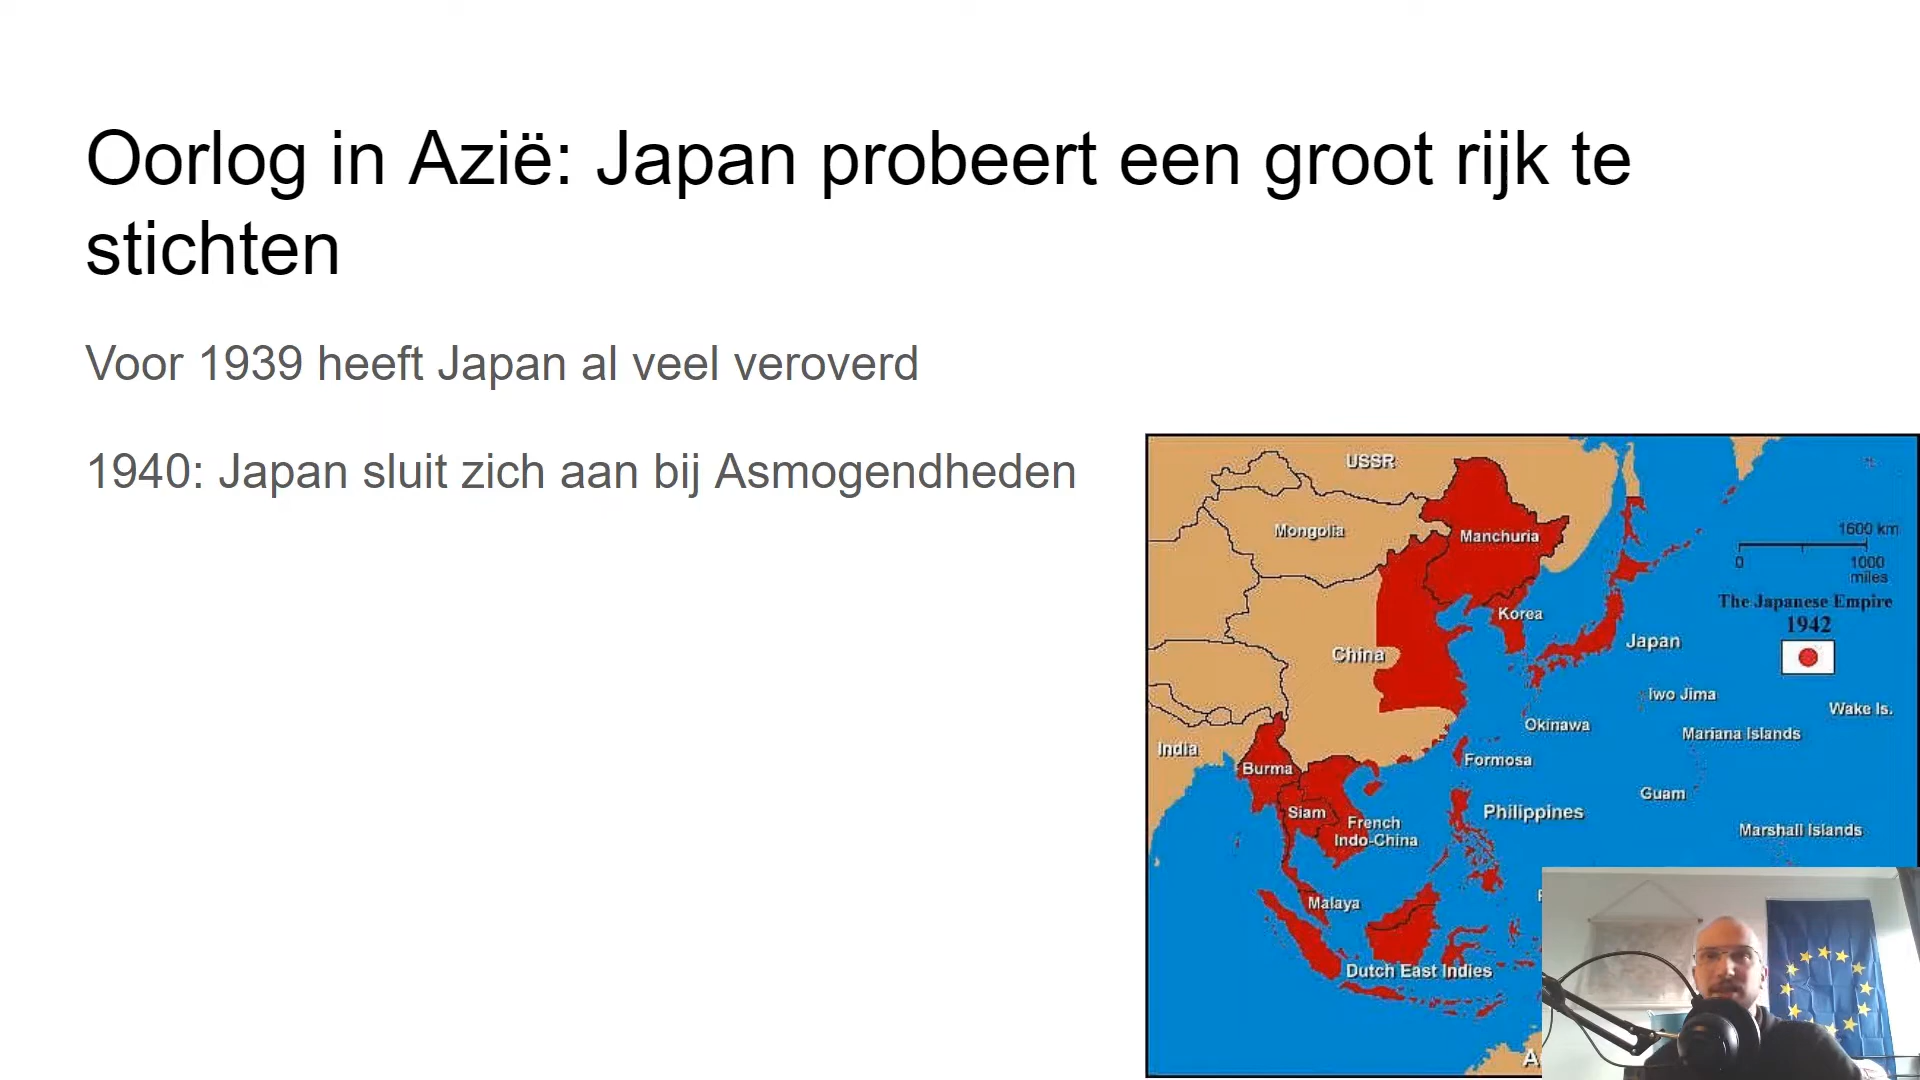 Oorlog in Azië: Japan probeert een groot rijk te
stichten
Voor 1939 heeft Japan al veel veroverd
1940: Japan sluit zich aan bij Asmogendheden
USSR
Mongolia
Manchuria
1600 km
0
1000
miles
The Japanese Empire
1942
Korea
Japan
China
Iwo Jima
Wake Is.
Okinawa
Mariana Islands
India
Formosa
Burma
Guam
Siam
Philippines
French
Indo-China
Marshall Islands
Malaya
Dutch East Indies